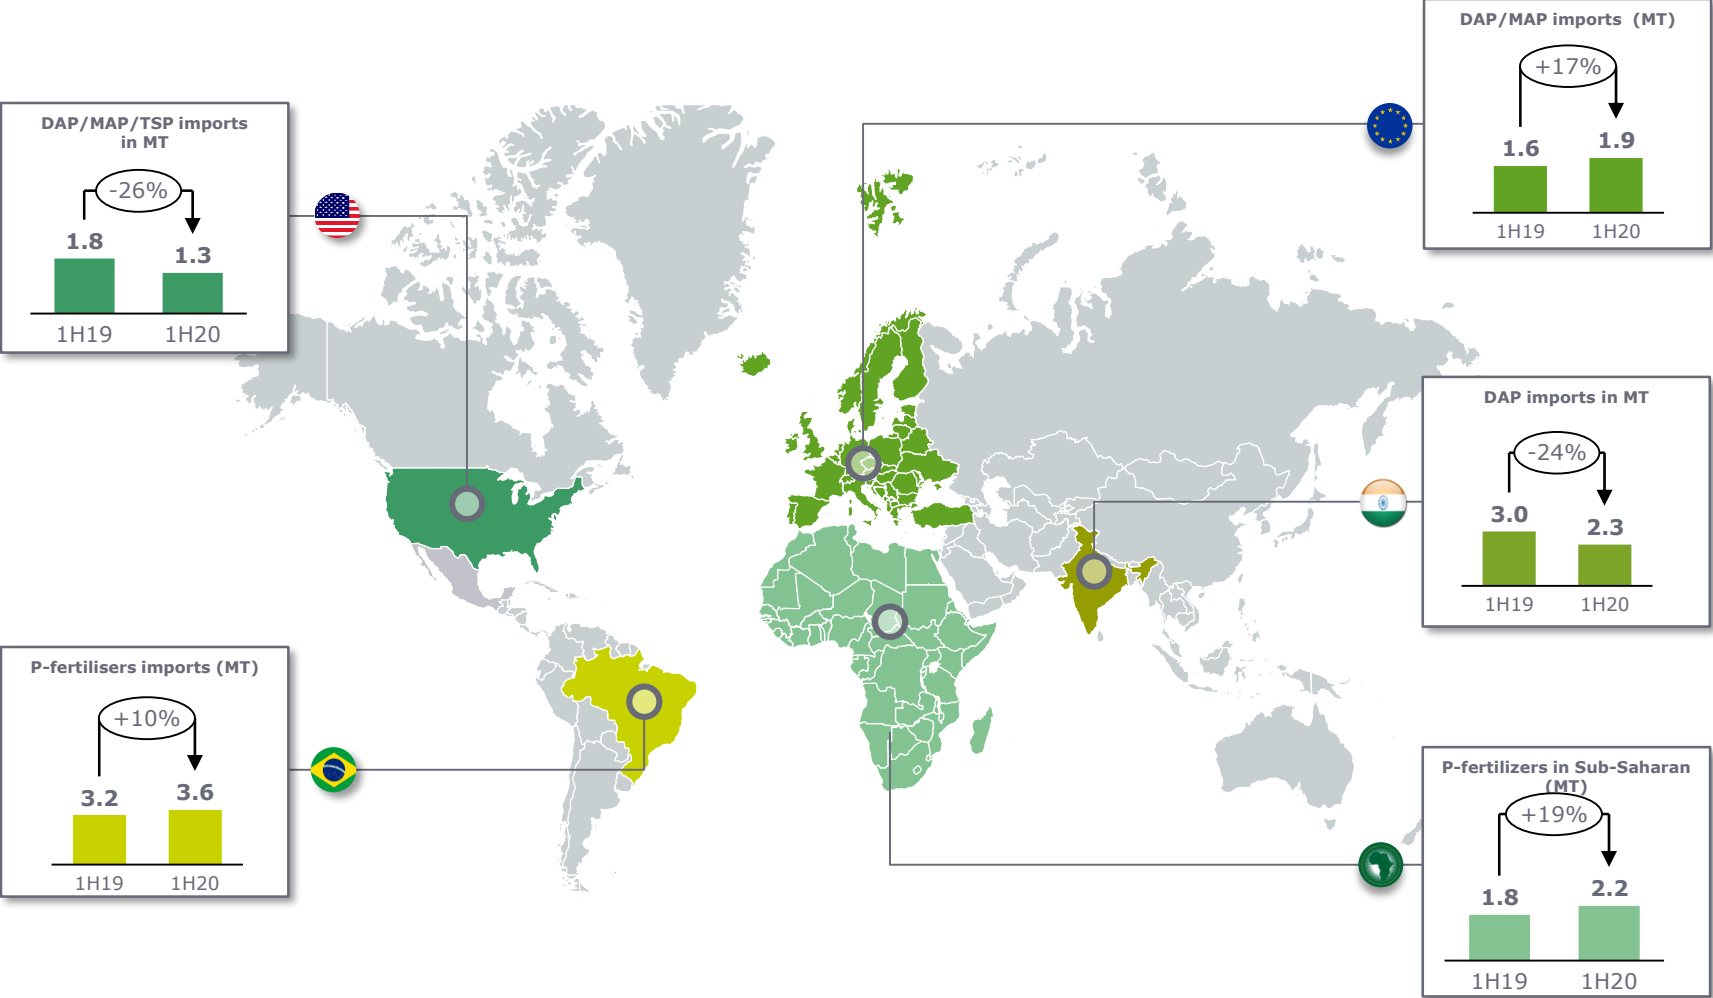 DAP/MAP/TSP imports
in MT
-26%
1.8
1.3
1H19
1H20
P-fertilisers imports (MT)
+10%
3.2
3.6
1H19
1H20
DAP/MAP imports (MT)
+17%
1.6
1.9
1H19
1H20
DAP imports in MT
-24%
3.0
2.3
1H19
1H20
P-fertilizers in Sub-Saharan
(MT)
+19%
1.8
2.2
1H19
1H20